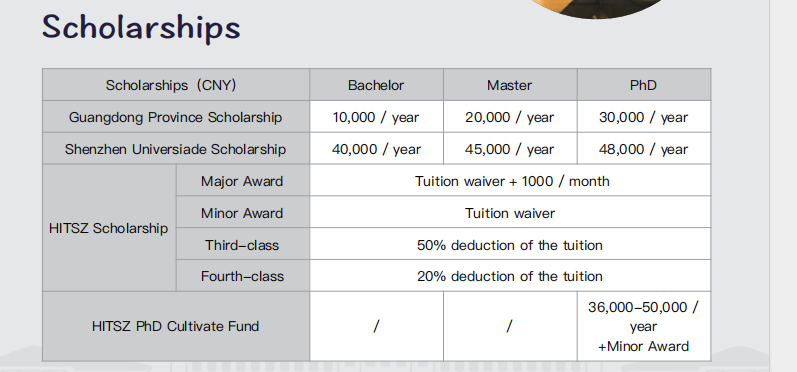 Scholarships
Scholarships (CNY) Bachelor Master PhD
Guangdong Province Scholarship 10,000 / year 20,000 / year 30,000 / year
Shenzhen Universiade Scholarship 40,000 / year 45,000 / year 48,000 / year
HITSZ Scholarship
Major Award Tuition waiver + 1000 / month
Minor Award Tuition waiver
Third-class 50% deduction of the tuition
Fourth-class 20% deduction of the tuition
HITSZ PhD Cultivate Fund / / 36,000-50,000 /
year
+Minor Award